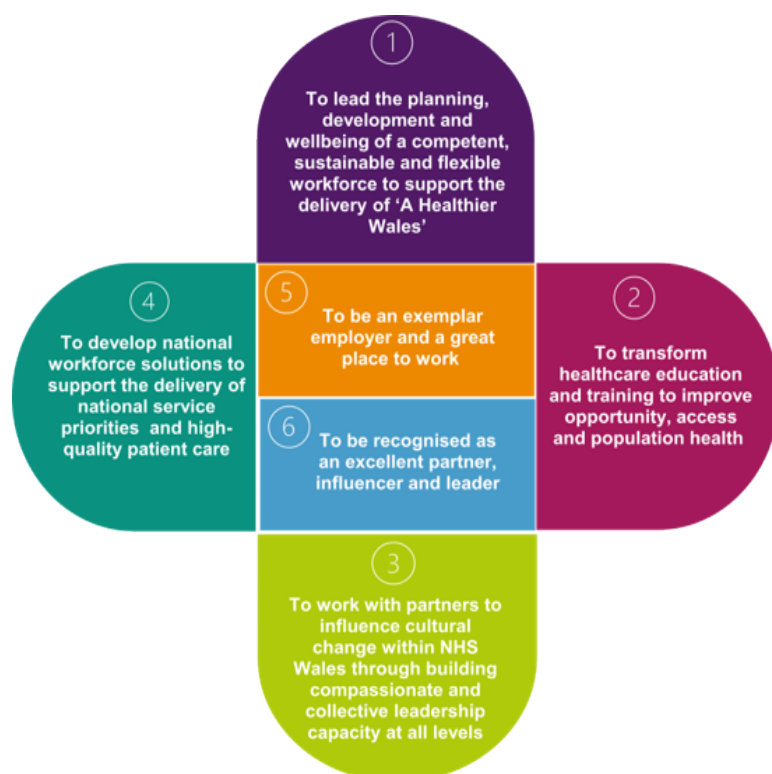 1
To lead the planning,
development and
wellbeing of a competent,
sustainable and flexible
workforce to support the
delivery of ‘A Healthier
Wales’
2
To transform
healthcare education
and training to improve
opportunity, access
and population health
3
To work with partners to
influence cultural
change within NHS
Wales through building
compassionate and
collective leadership
capacity at all levels
4
To develop national
workforce solutions to
support the delivery of
national service
priorities and high-
quality patient care
5
To be an exemplar
employer and a great
place to work
6
To be recognised as
an excellent partner,
influencer and leader